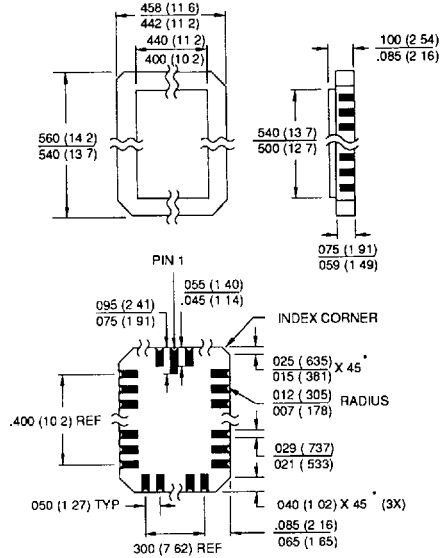 458 (11 6)
442 (11 2)
440 (11 2)
400 (10 2)
100 (2 54)
.085 (2 16)
560 (14 2)
540 (13 7)
540 (13 7)
500 (12 7)
075 (1 91)
059 (1 49)
PIN 1
055 (1 40)
.045 (1 14)
095 (2 41)
075 (1 91)
INDEX CORNER
025 ( 635)
015 ( 381)
X 45°
012 ( 305)
007 ( 178)
RADIUS
.400 (10 2) REF
029 ( 737)
021 ( 533)
050 (1 27) TYP
040 (1 02) X 45° (3X)
.085 (2 16)
065 (1 65)
300 (7 62) REF